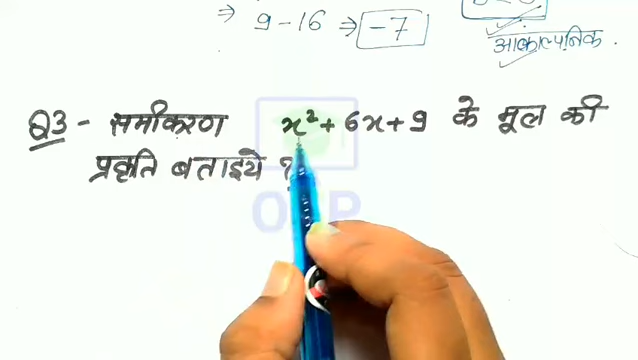 ⇒ 9-16 ⇒ -7
आकाल्पनिक
Q3 - समीकरण x² + 6x + 9 के मूल की
प्रकृति बताइये ?